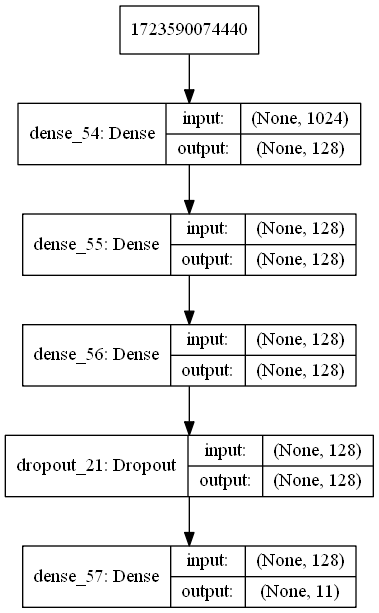 1723590074440
dense_54: Dense
input: (None, 1024)
output: (None, 128)
dense_55: Dense
input: (None, 128)
output: (None, 128)
dense_56: Dense
input: (None, 128)
output: (None, 128)
dropout_21: Dropout
input: (None, 128)
output: (None, 128)
dense_57: Dense
input: (None, 128)
output: (None, 11)